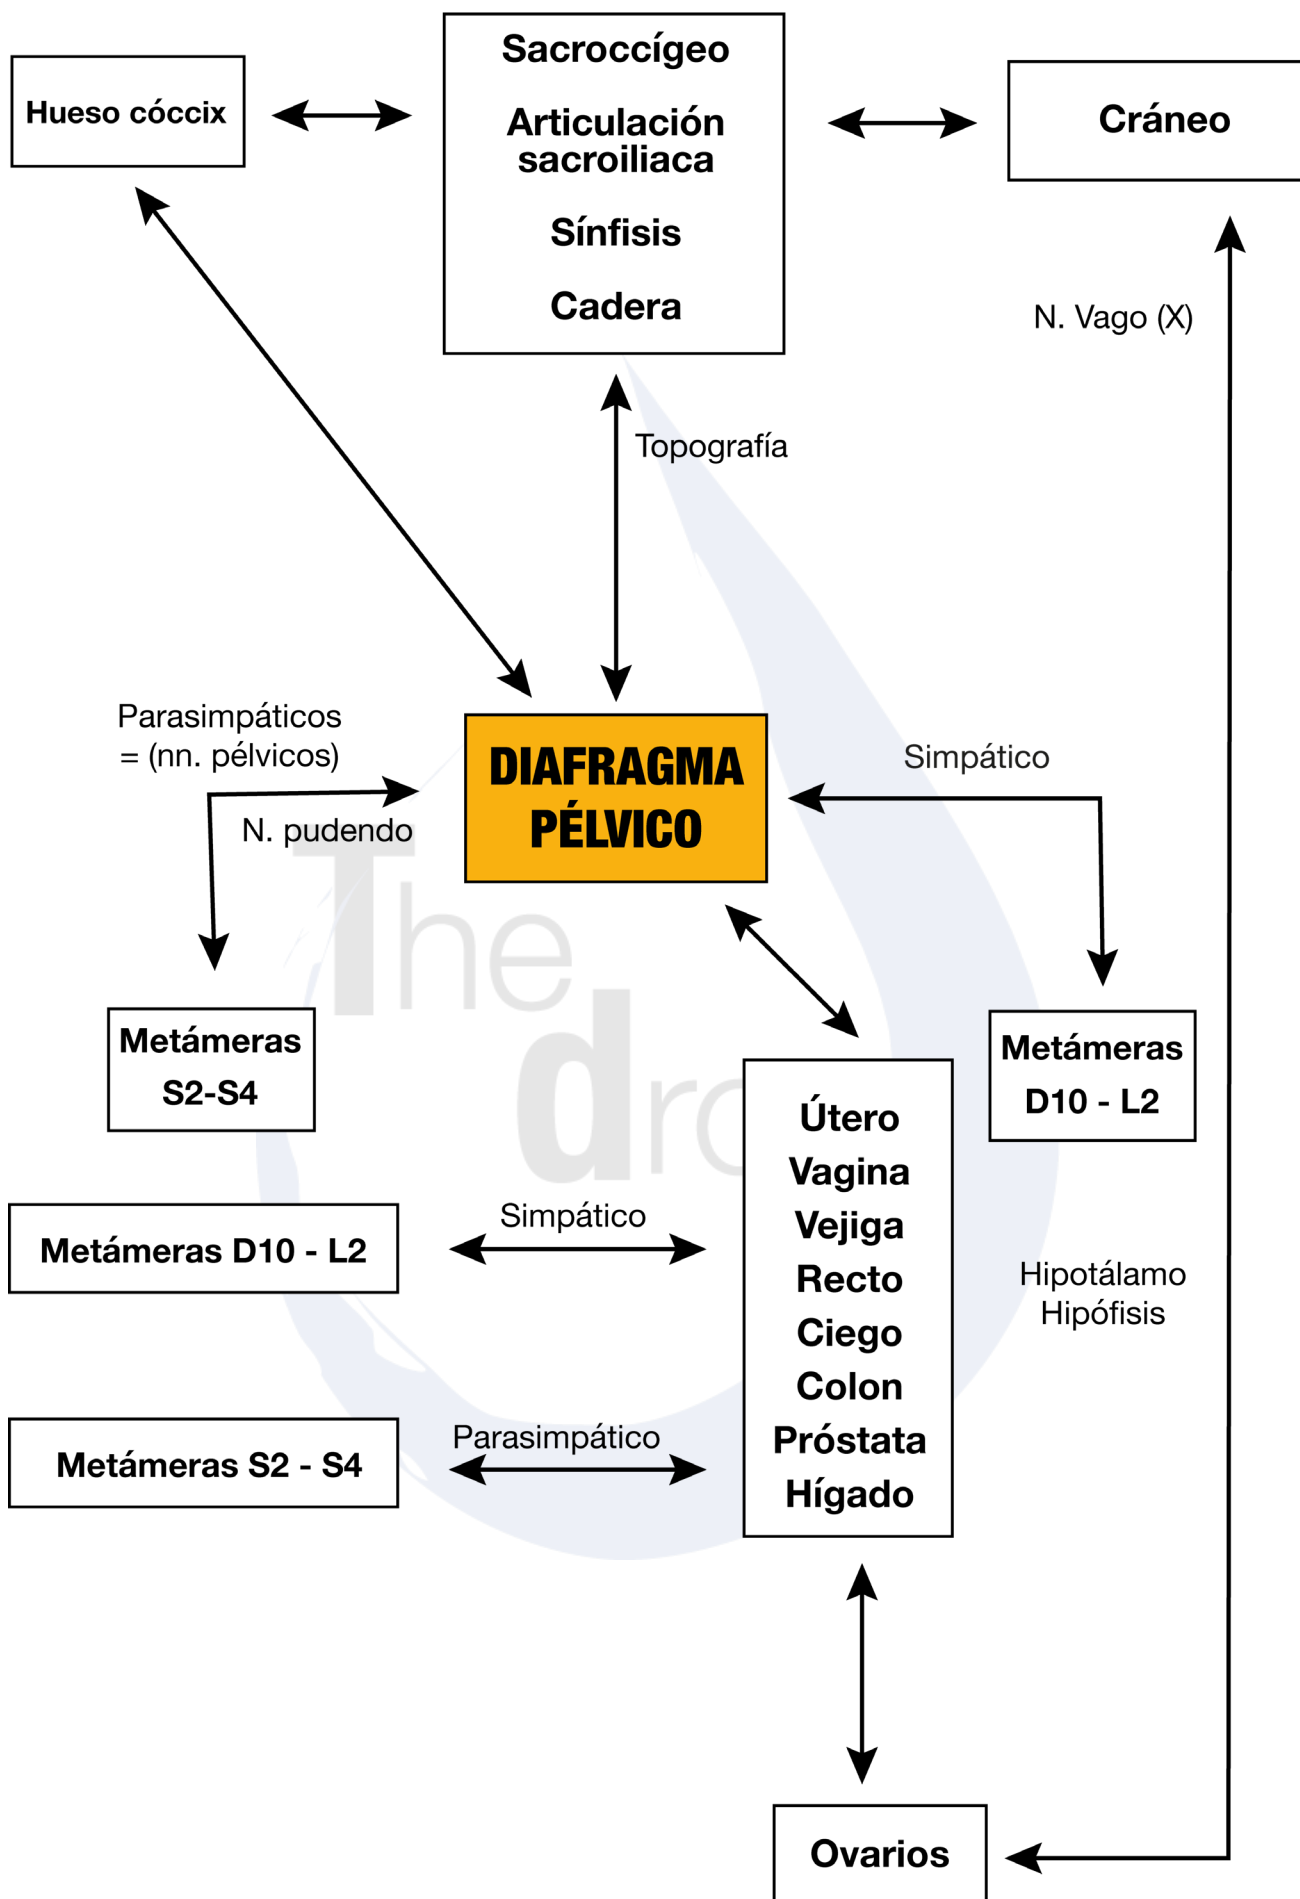 Sacroccígeo
Hueso cóccix
Articulación
sacroiliaca
Cráneo
Sínfisis
Cadera
N. Vago (X)
Topografía
Parasimpáticos
= (nn. pélvicos)
N. pudendo
DIAFRAGMA
PÉLVICO
Simpático
The
dro
Metámeras
S2-S4
Metámeras
D10 - L2
Útero
Vagina
Vejiga
Recto
Ciego
Colon
Próstata
Hígado
Metámeras D10 - L2
Simpático
Hipotálamo
Hipófisis
Metámeras S2 - S4
Parasimpático
Ovarios